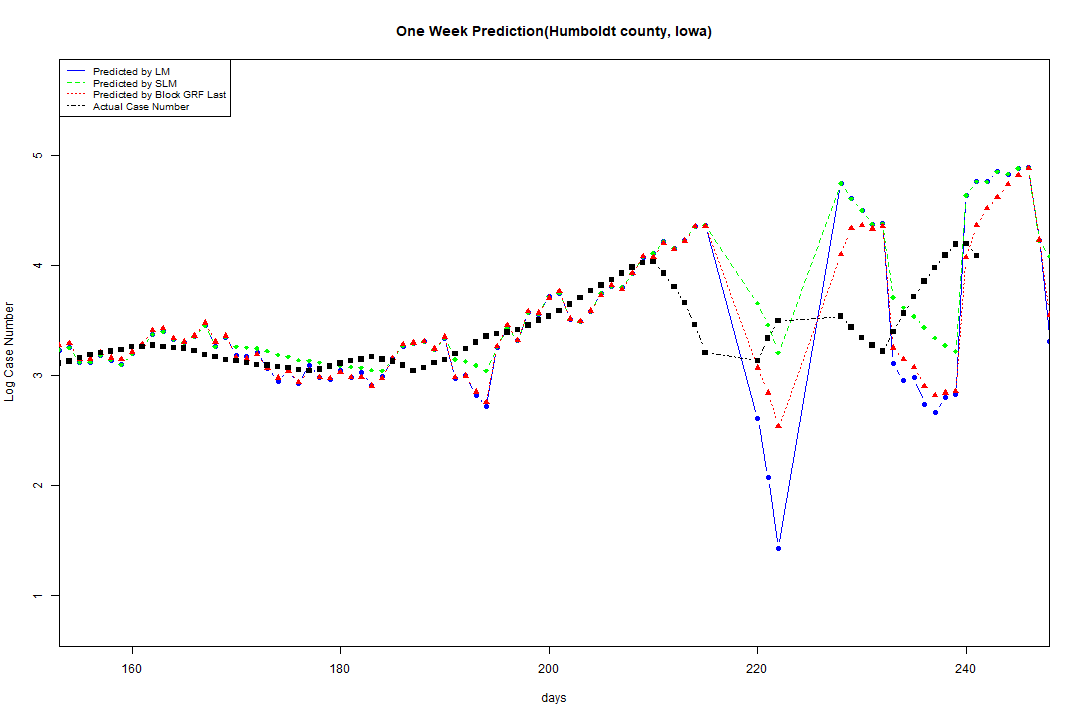 One Week Prediction(Humboldt county, Iowa)
Predicted by LM
Predicted by SLM
Predicted by Block GRF Last
Actual Case Number
Log Case Number
5
4
3
2
1
160 180 200 220 240
days